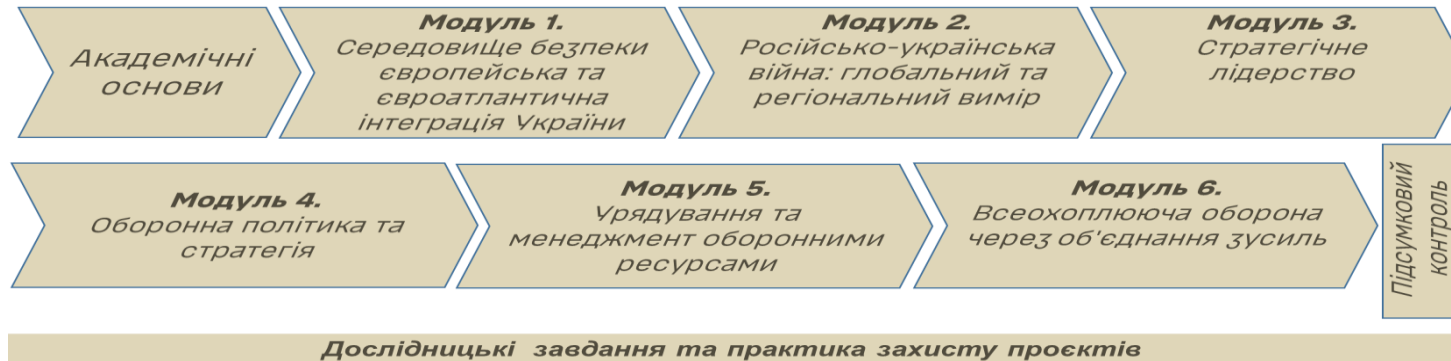 Академічні
основи
Модуль 1.
Середовище безпеки
європейська та
євроатлантична
інтеграція України
Модуль 2.
Російсько-українська
війна: глобальний та
регіональний вимір
Модуль 3.
Стратегічне
лідерство
Модуль 4.
Оборонна політика та
стратегія
Модуль 5.
Урядування та
менеджмент оборонними
ресурсами
Модуль 6.
Всеохоплююча оборона
через об'єднання зусиль
Підсумковий
контроль
Дослідницькі завдання та практика захисту проєктів